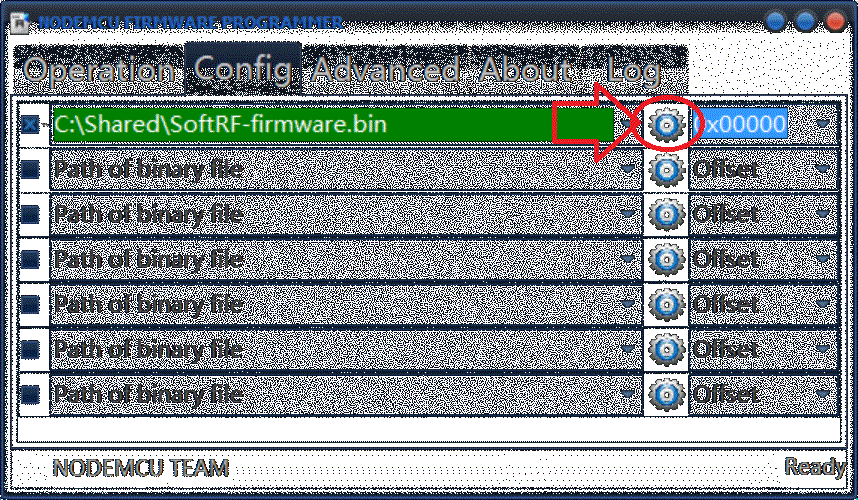 NODEMCU FIRMWARE PROGRAMMER
Operation Config Advanced About Log
C:\Shared\SoftRF-firmware.bin 0x00000
Path of binary file Offset
Path of binary file Offset
Path of binary file Offset
Path of binary file Offset
Path of binary file Offset
Path of binary file Offset
NODEMCU TEAM Ready